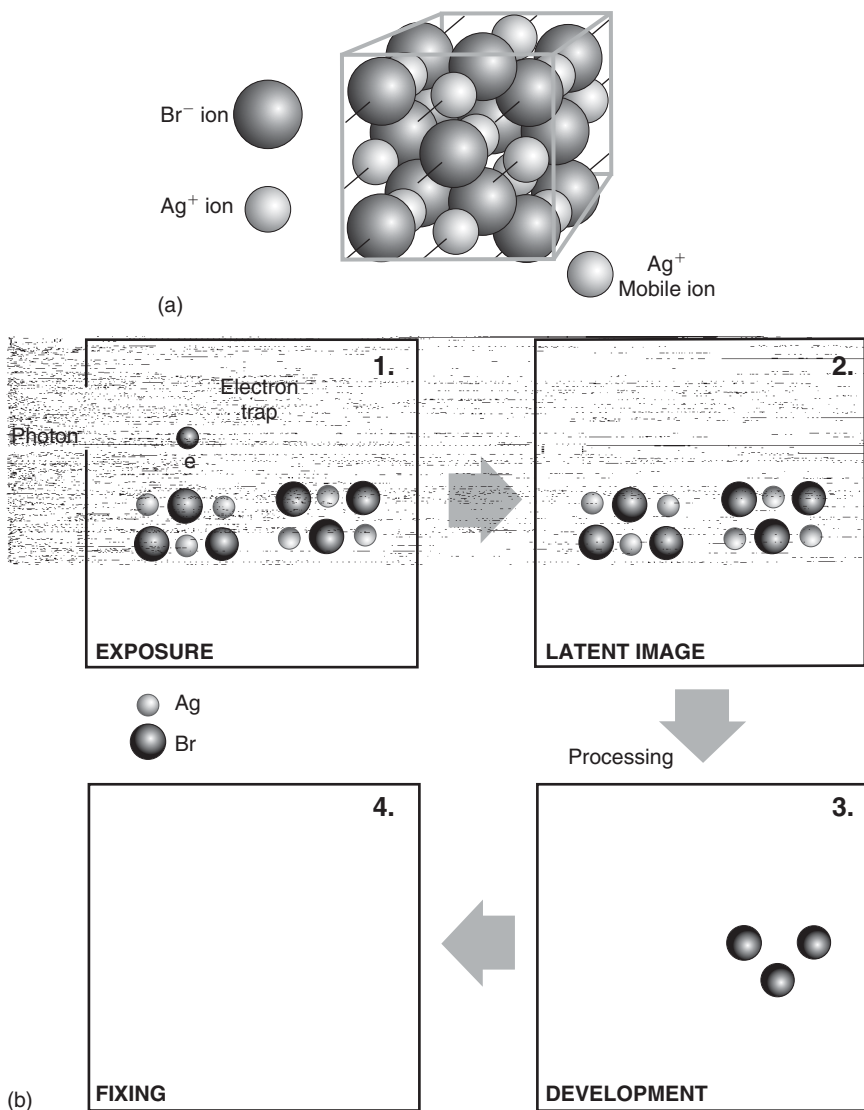 Br− ion
Ag+ ion
Ag+
Mobile ion
(a)
1.
Electron
trap
Photon
e
EXPOSURE
2.
LATENT IMAGE
Ag
Br
Processing
4.
FIXING
3.
DEVELOPMENT
(b)